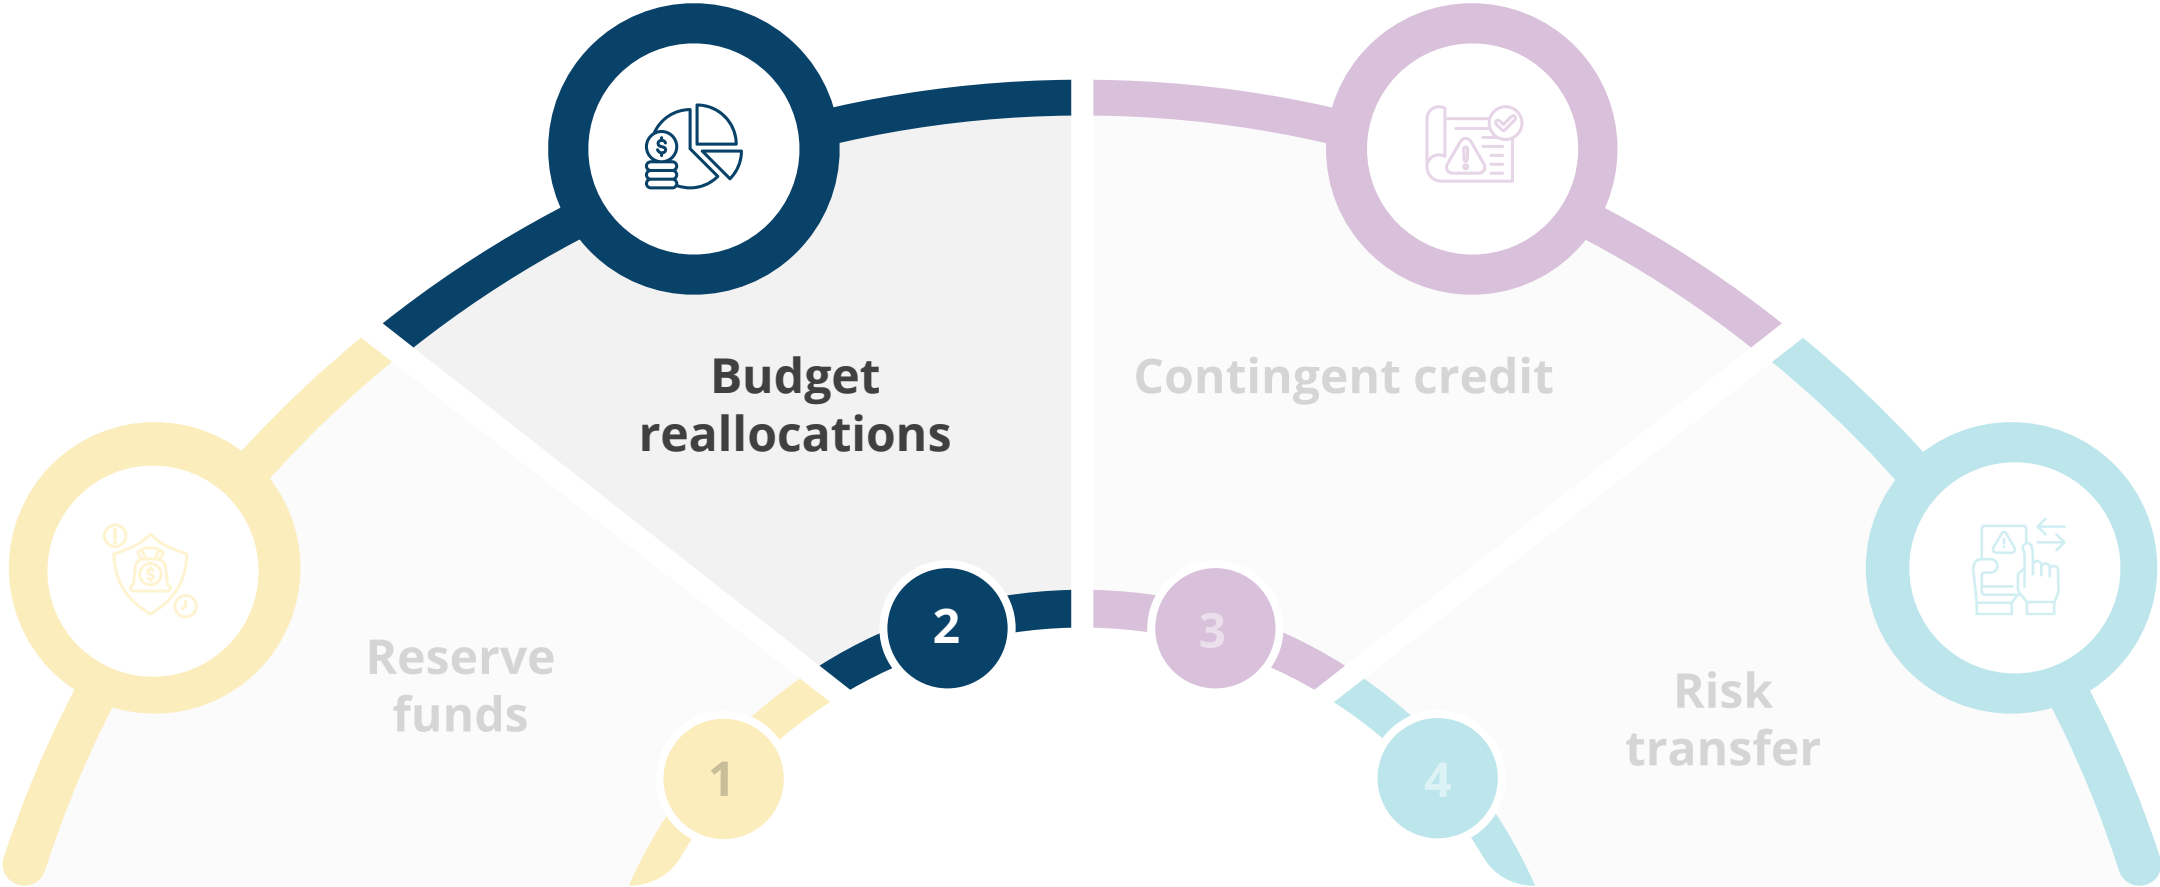 Budget
reallocations
Contingent credit
Reserve
funds
Risk
transfer
1
2
3
4